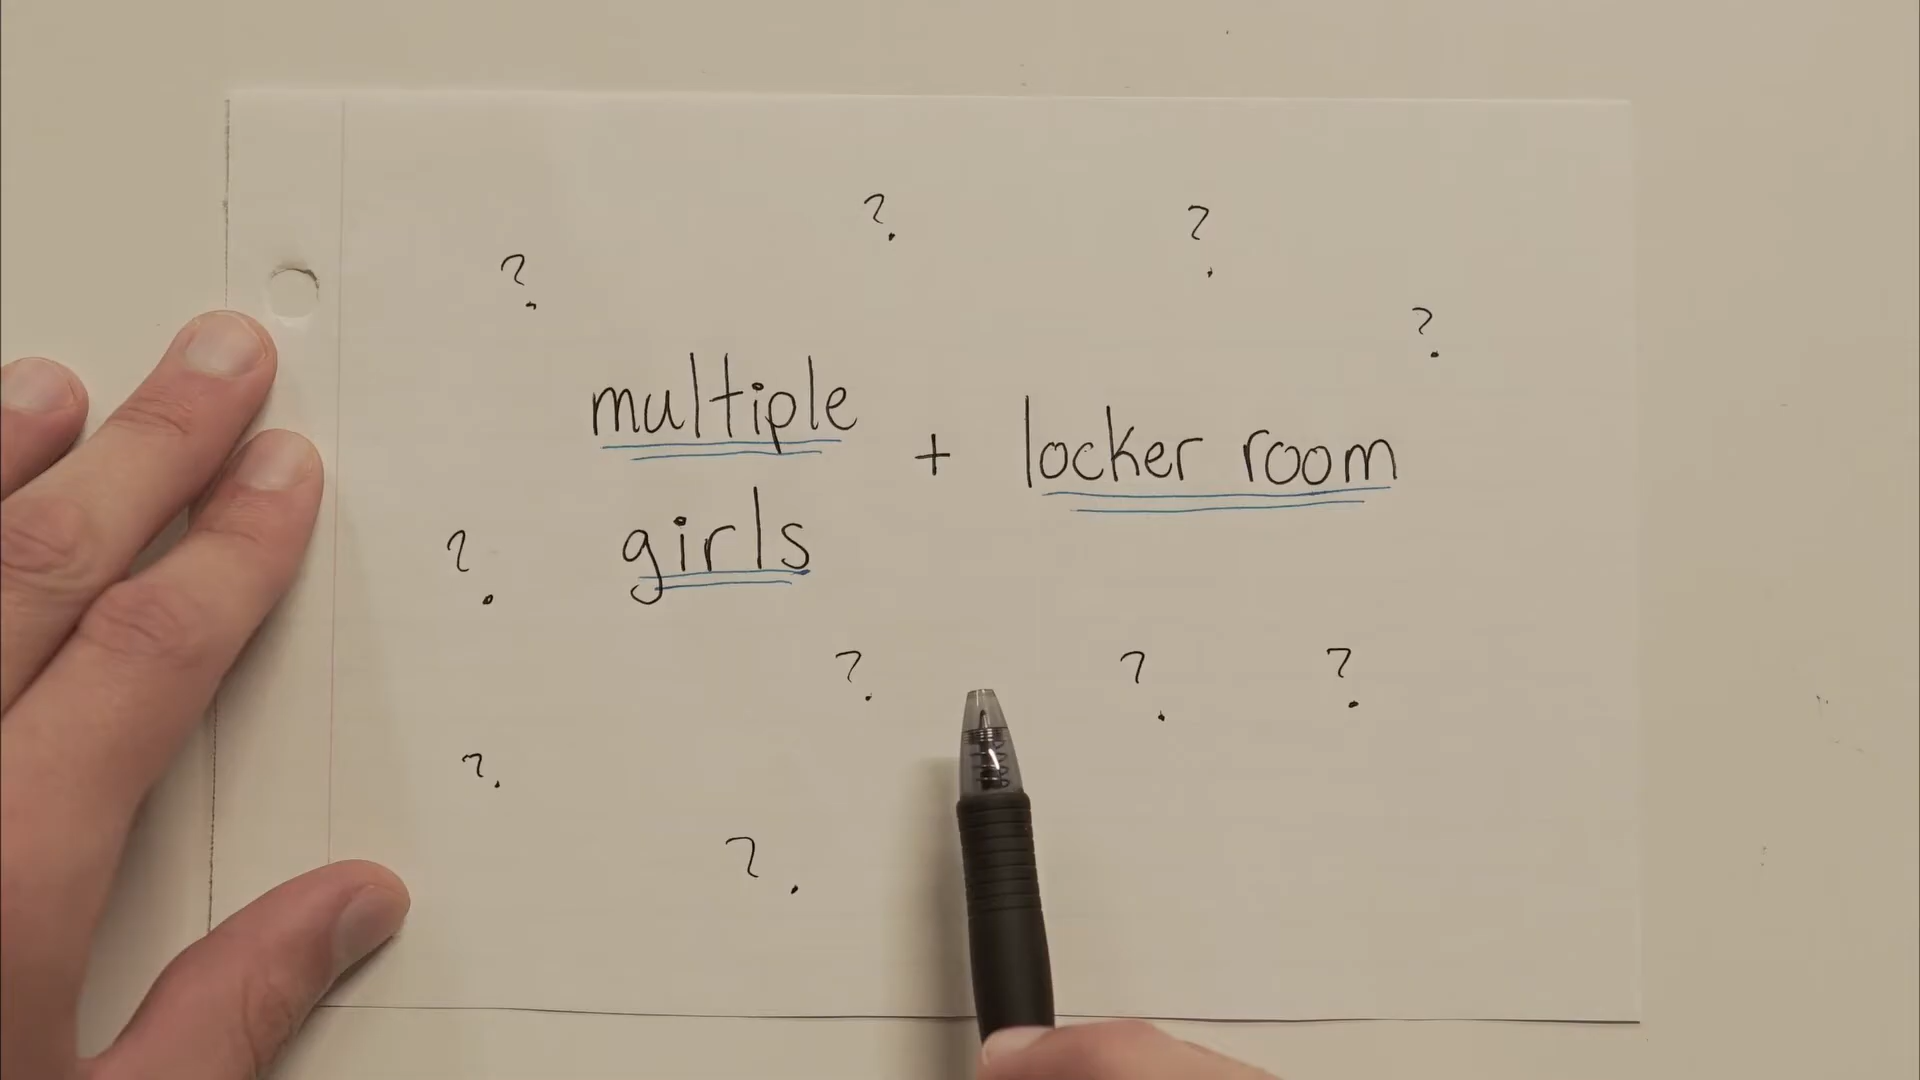 ? ? ? ?
multiple + locker room
girls
?
? ? ?
?
?